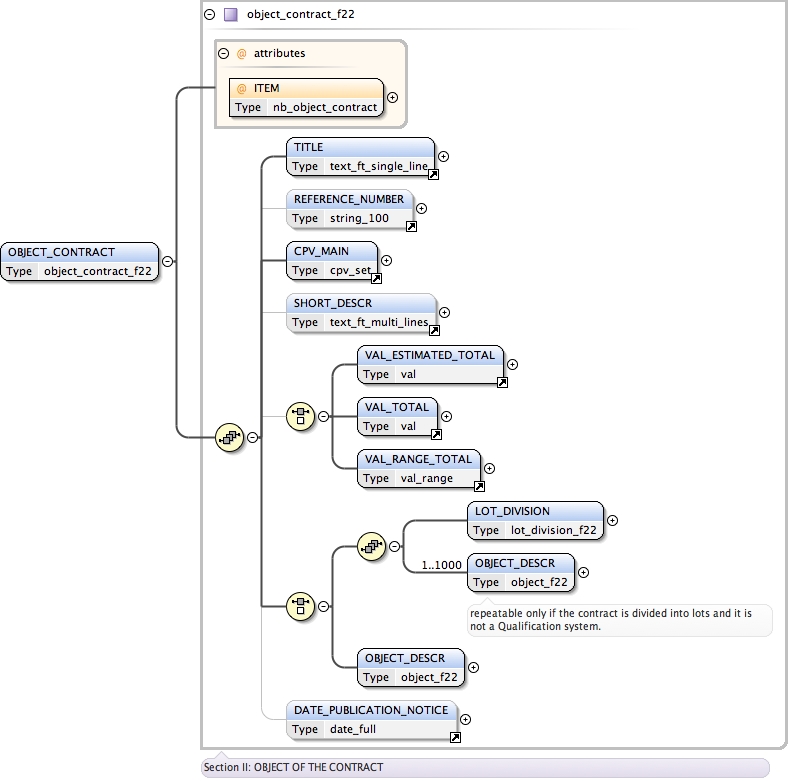 object_contract_f22
@ attributes
@ ITEM
Type nb_object_contract
TITLE
Type text_ft_single_line
REFERENCE_NUMBER
Type string_100
OBJECT_CONTRACT
Type object_contract_f22
CPV_MAIN
Type cpv_set
SHORT_DESCR
Type text_ft_multi_lines
VAL_ESTIMATED_TOTAL
Type val
VAL_TOTAL
Type val
VAL_RANGE_TOTAL
Type val_range
LOT_DIVISION
Type lot_division_f22
1..1000
OBJECT_DESCR
Type object_f22
repeatable only if the contract is divided into lots and it is
not a Qualification system.
OBJECT_DESCR
Type object_f22
DATE_PUBLICATION_NOTICE
Type date_full
Section II: OBJECT OF THE CONTRACT